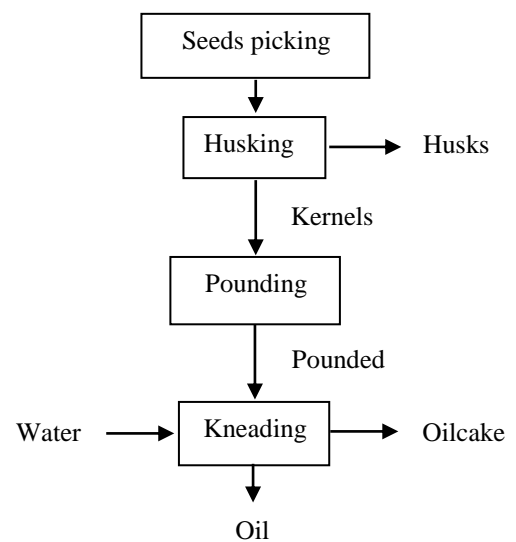 Seeds picking
Husking
Husks
Kernels
Pounding
Pounded
Water
Kneading
Oilcake
Oil